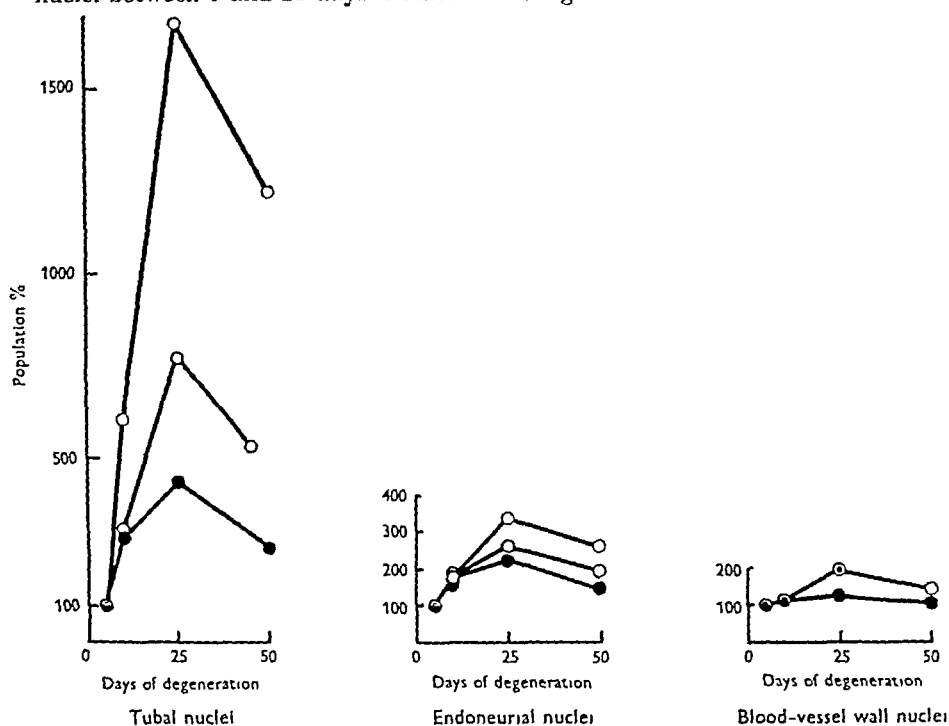 1500
1000
500
100
Population %
0 25 50
Days of degeneration
Tubal nuclei
400
300
200
100
0 25 50
Days of degeneration
Endoneurial nuclei
200
100
0 25 50
Days of degeneration
Blood-vessel wall nuclei